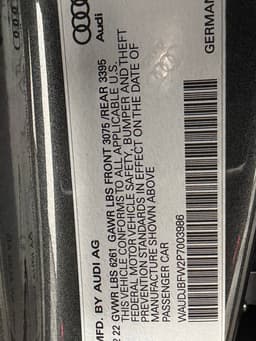 Audi
MFD. BY AUDI AG GERMAN
2 22 GVWR LBS 6261 GAWR LBS FRONT 3075 /REAR 3395
THIS VEHICLE CONFORMS TO ALL APPLICABLE U.S.
FEDERAL MOTOR VEHICLE SAFETY, BUMPER AND THEFT
PREVENTION STANDARDS IN EFFECT ON THE DATE OF
MANUFACTURE SHOWN ABOVE
PASSENGER CAR
WAUDJBFW2P7003986